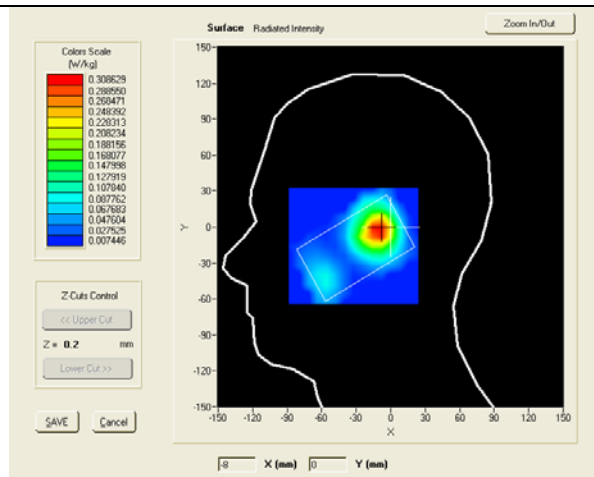 Surface Radiated Intensity
Zoom In/Out
Colors Scale
(W/kg)
0.308629
0.288550
0.268471
0.248392
0.228313
0.208234
0.188156
0.168077
0.147998
0.127919
0.107840
0.087762
0.067683
0.047604
0.027525
0.007446
Z-Cuts Control
<< Upper Cut
Z = 0.2 mm
Lower Cut >>
SAVE Cancel
150
120
90
60
30
0
-30
-60
-90
-120
-150
Y
-150 -120 -90 -60 -30 0 30 60 90 120 150
X
-8 X (mm) 0 Y (mm)